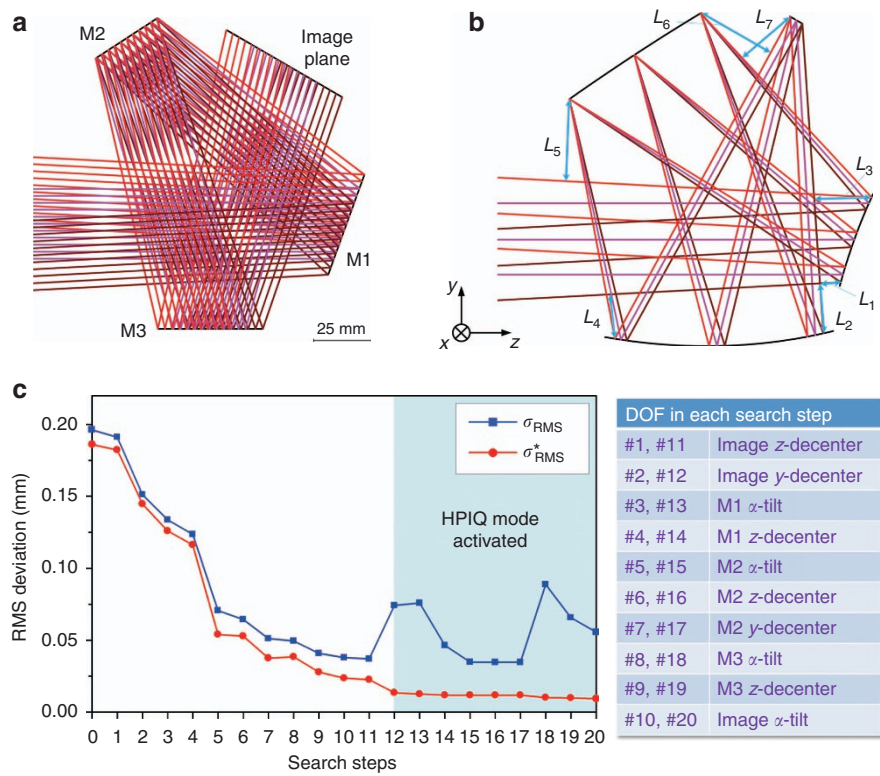 a
M2
Image
plane
M1
M3
25 mm
b
L6
L7
L5
L3
L1
L4
L2
y
x
z
c
RMS deviation (mm)
0.20
0.15
0.10
0.05
0.00
σRMS
σ*RMS
HPIQ mode
activated
0 1 2 3 4 5 6 7 8 9 10 11 12 13 14 15 16 17 18 19 20
Search steps
DOF in each search step
#1, #11 Image z-decenter
#2, #12 Image y-decenter
#3, #13 M1 α-tilt
#4, #14 M1 z-decenter
#5, #15 M2 α-tilt
#6, #16 M2 z-decenter
#7, #17 M2 y-decenter
#8, #18 M3 α-tilt
#9, #19 M3 z-decenter
#10, #20 Image α-tilt